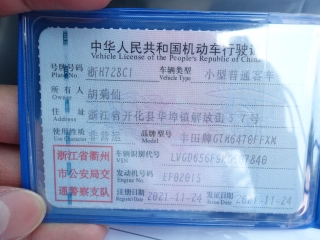 中华人民共和国机动车行驶证
Vehicle License of the People's Republic of China
号牌号码 浙H7Z8C1 车辆类型 小型普通客车
Plate No. Vehicle Type
所有人 胡菊仙
Owner
住址 浙江省开化县华埠镇解放街57号
Address
使用性质 非营运 品牌型号 丰田牌GTM6470FFXM
Use Character Model
浙江省衢州 车辆识别代号
VIN
市公安局交 发动机号码
Engine No.
通警察支队 注册日期 2021-11-24 发证日期 2021-11-24
Register Date Issue Date